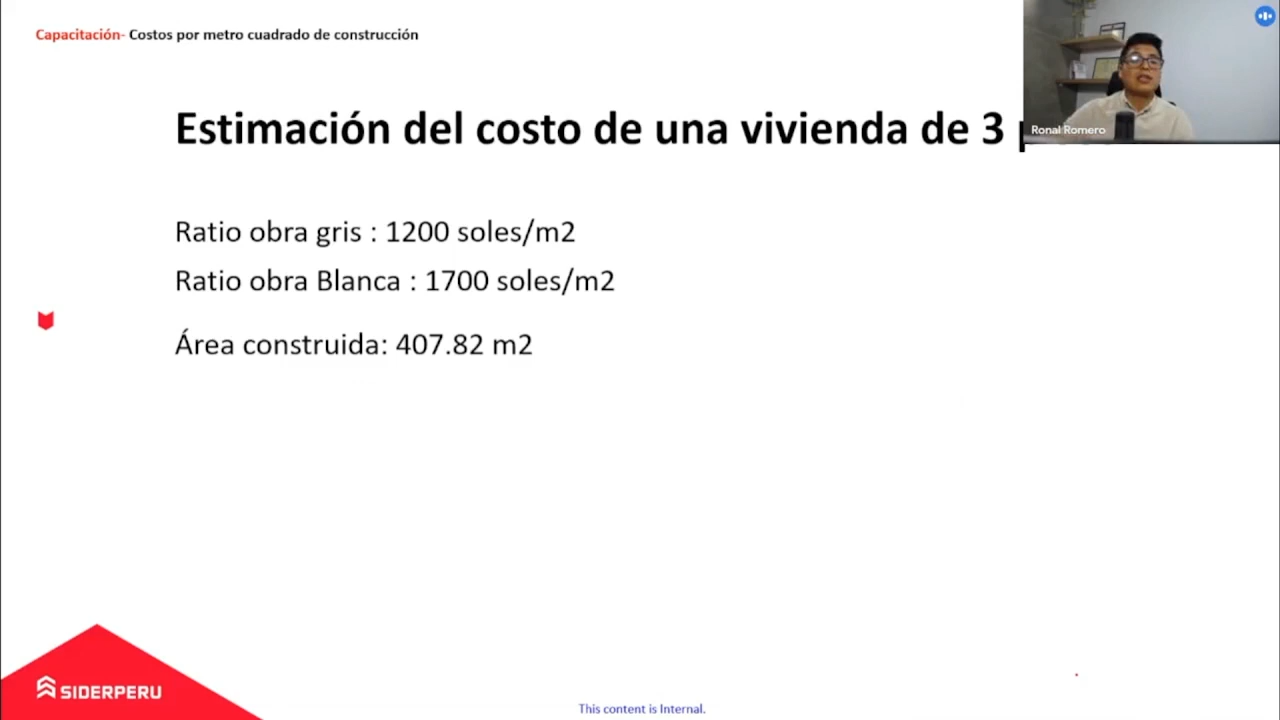 Capacitación- Costos por metro cuadrado de construcción
Ronal Romero
Estimación del costo de una vivienda de 3
Ratio obra gris : 1200 soles/m2
Ratio obra Blanca : 1700 soles/m2
Área construida: 407.82 m2
SIDERPERU
This content is Internal.